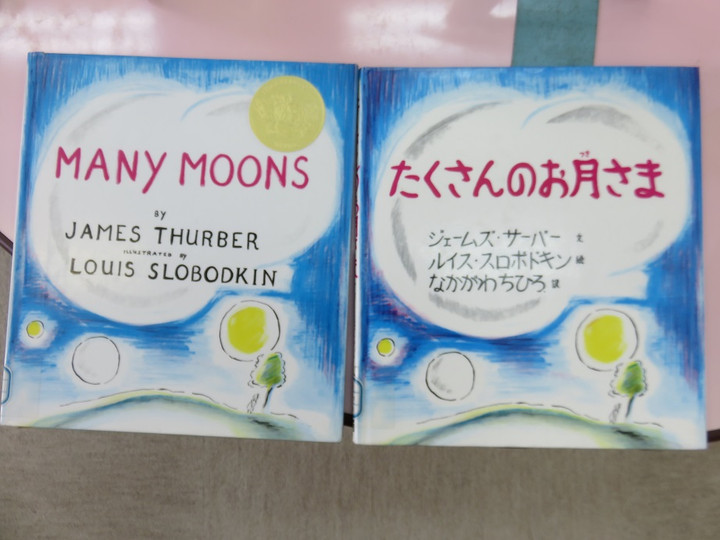 MANY MOONS
BY
JAMES THURBER
ILLUSTRATED BY
LOUIS SLOBODKIN
たくさんのお月さま
ジェームズ・サーバー 文
ルイス・スロボドキン 絵
なかがわちひろ 訳